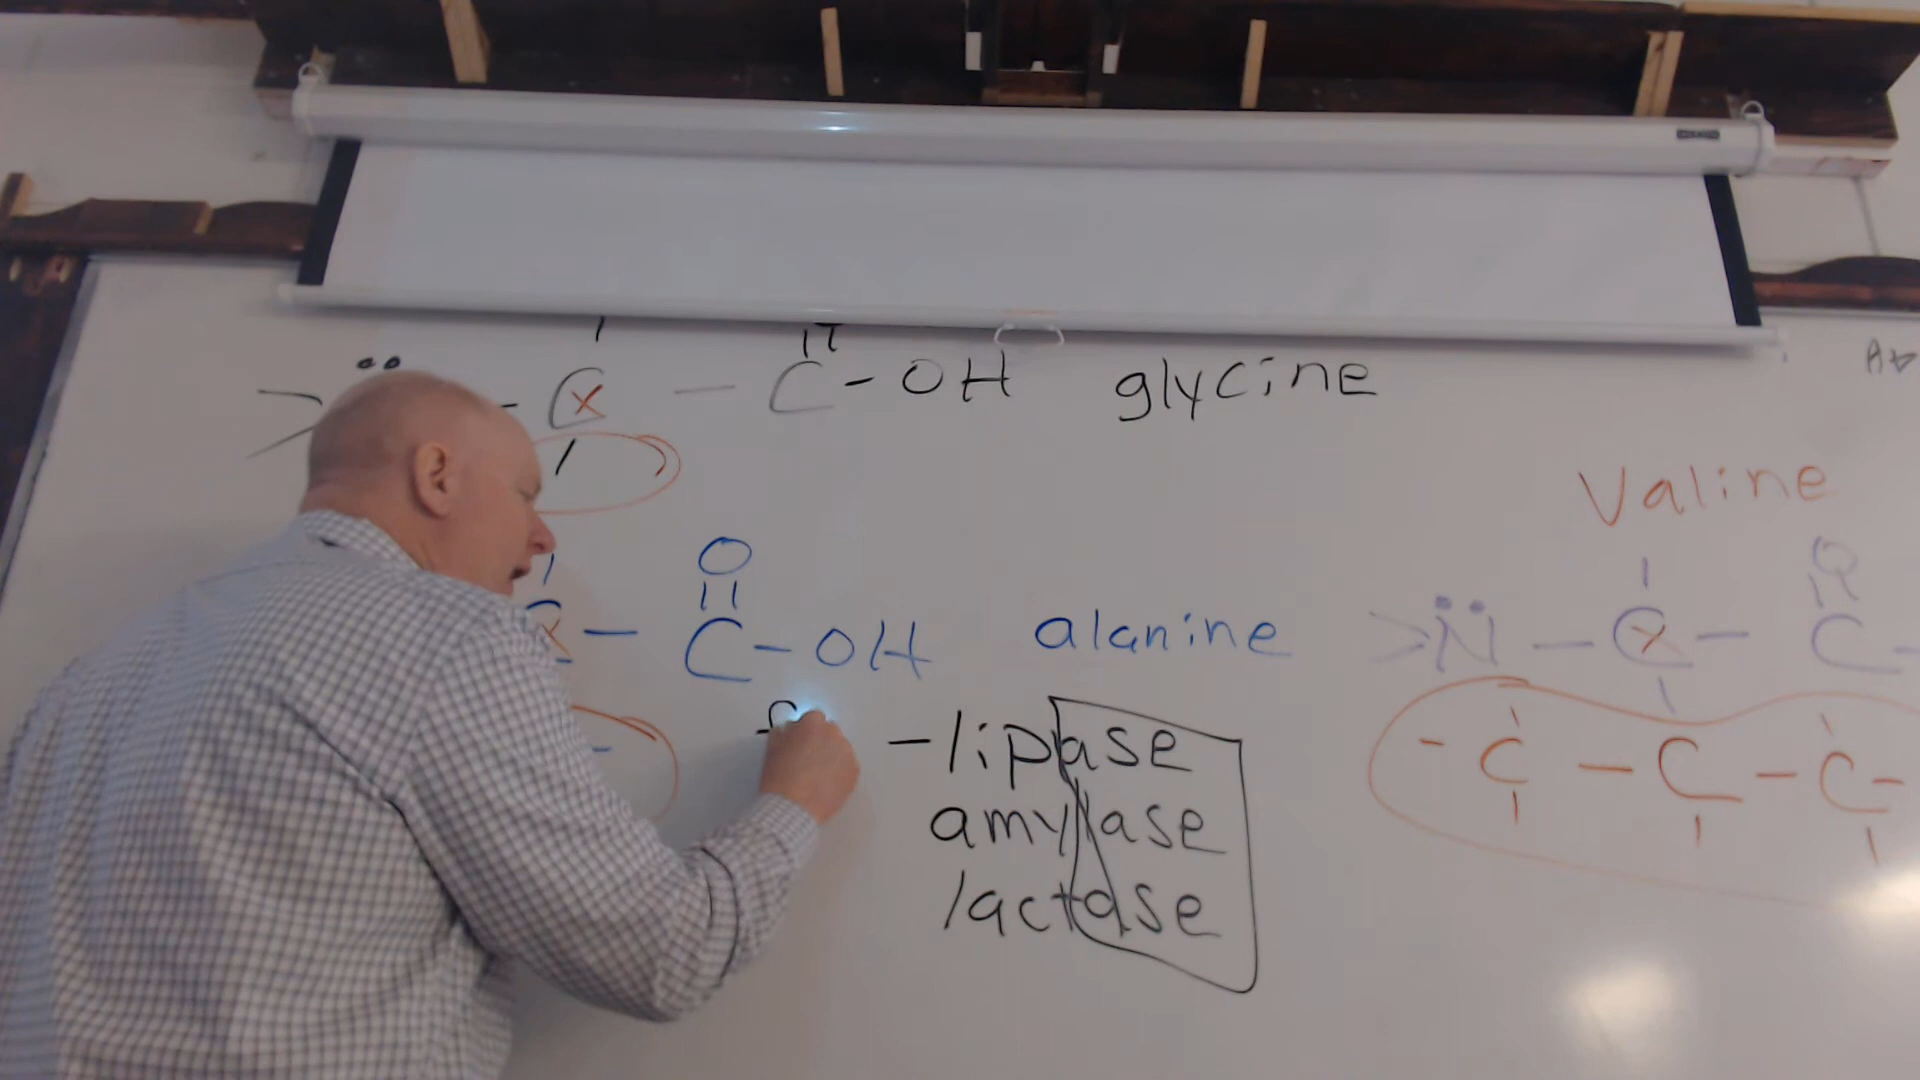 C X - C - OH glycine
Valine
O
O
X - C - OH alanine
N - C X - C -
f
- lipase
- C - C - C -
amylase
lactase